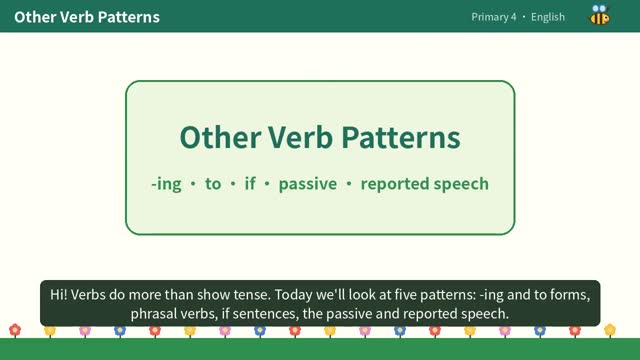 Other Verb Patterns
Primary 4 • English
Other Verb Patterns
-ing • to • if • passive • reported speech
Hi! Verbs do more than show tense. Today we'll look at five patterns: -ing and to forms,
phrasal verbs, if sentences, the passive and reported speech.